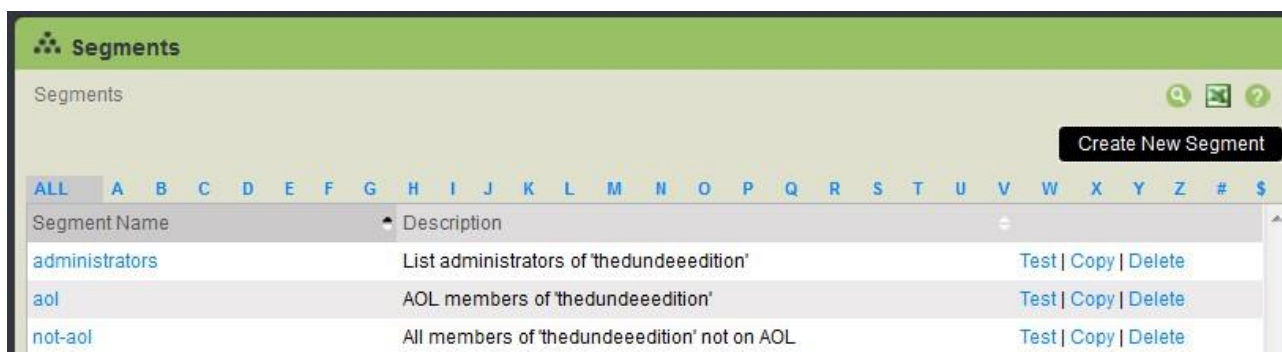 Segments
Segments
Create New Segment
ALL A B C D E F G H I J K L M N O P Q R S T U V W X Y Z # $
Segment Name Description
administrators List administrators of 'thedundeeedition' Test | Copy | Delete
aol AOL members of 'thedundeeedition' Test | Copy | Delete
not-aol All members of 'thedundeeedition' not on AOL Test | Copy | Delete